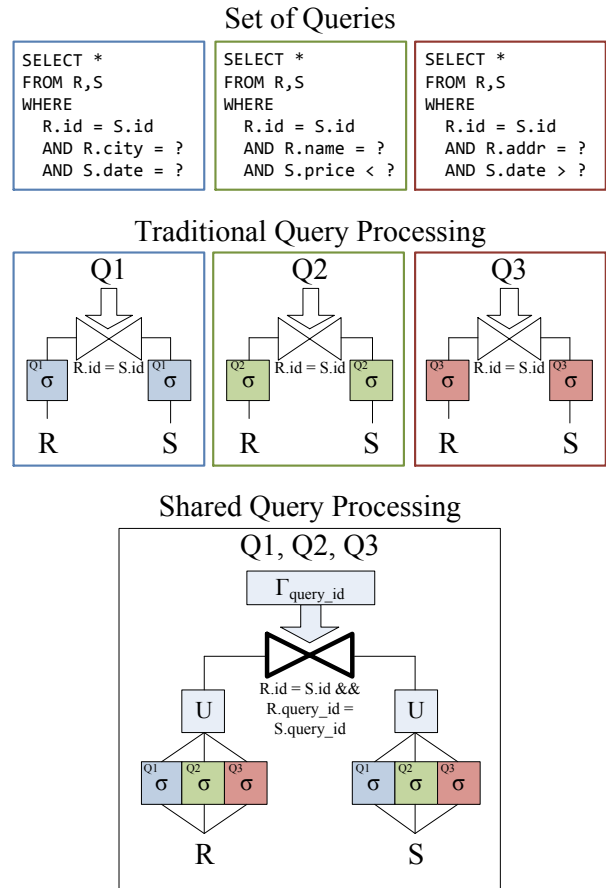 Set of Queries
SELECT *
FROM R,S
WHERE
R.id = S.id
AND R.city = ?
AND S.date = ?
SELECT *
FROM R,S
WHERE
R.id = S.id
AND R.name = ?
AND S.price < ?
SELECT *
FROM R,S
WHERE
R.id = S.id
AND R.addr = ?
AND S.date > ?
Traditional Query Processing
Q1
R.id = S.id
Q1
σ
Q1
σ
R
S
Q2
R.id = S.id
Q2
σ
Q2
σ
R
S
Q3
R.id = S.id
Q3
σ
Q3
σ
R
S
Shared Query Processing
Q1, Q2, Q3
Γquery_id
R.id = S.id &&
R.query_id =
S.query_id
U
U
Q1
σ
Q2
σ
Q3
σ
Q1
σ
Q2
σ
Q3
σ
R
S